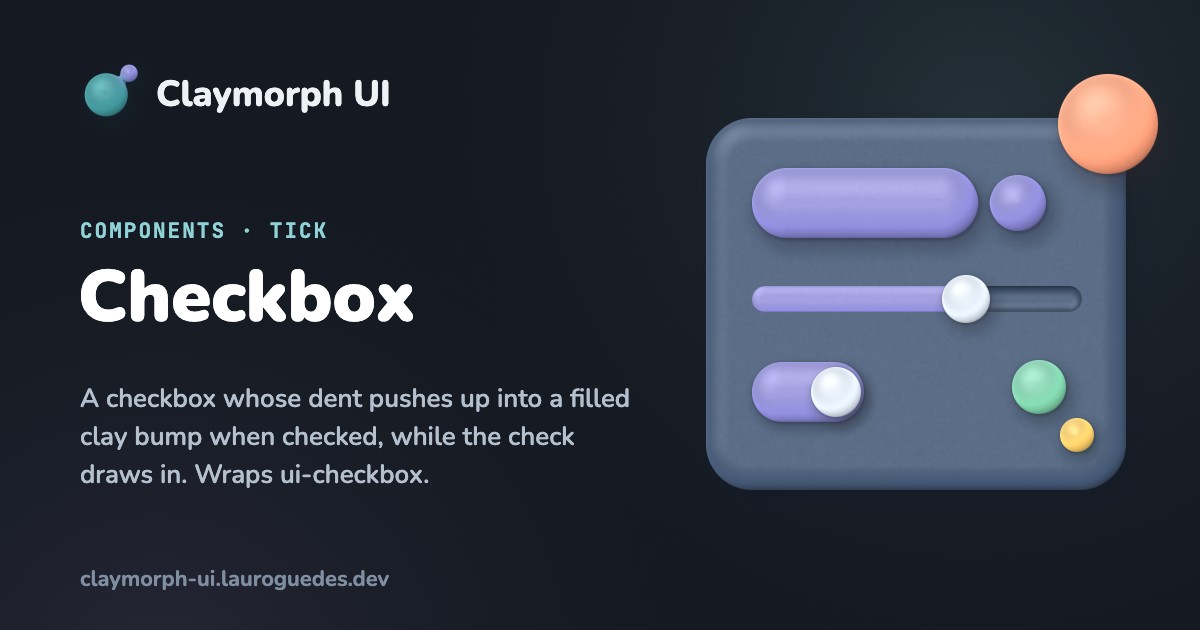 Claymorph UI
COMPONENTS · TICK
Checkbox
A checkbox whose dent pushes up into a filled
clay bump when checked, while the check
draws in. Wraps ui-checkbox.
claymorph-ui.lauroguedes.dev